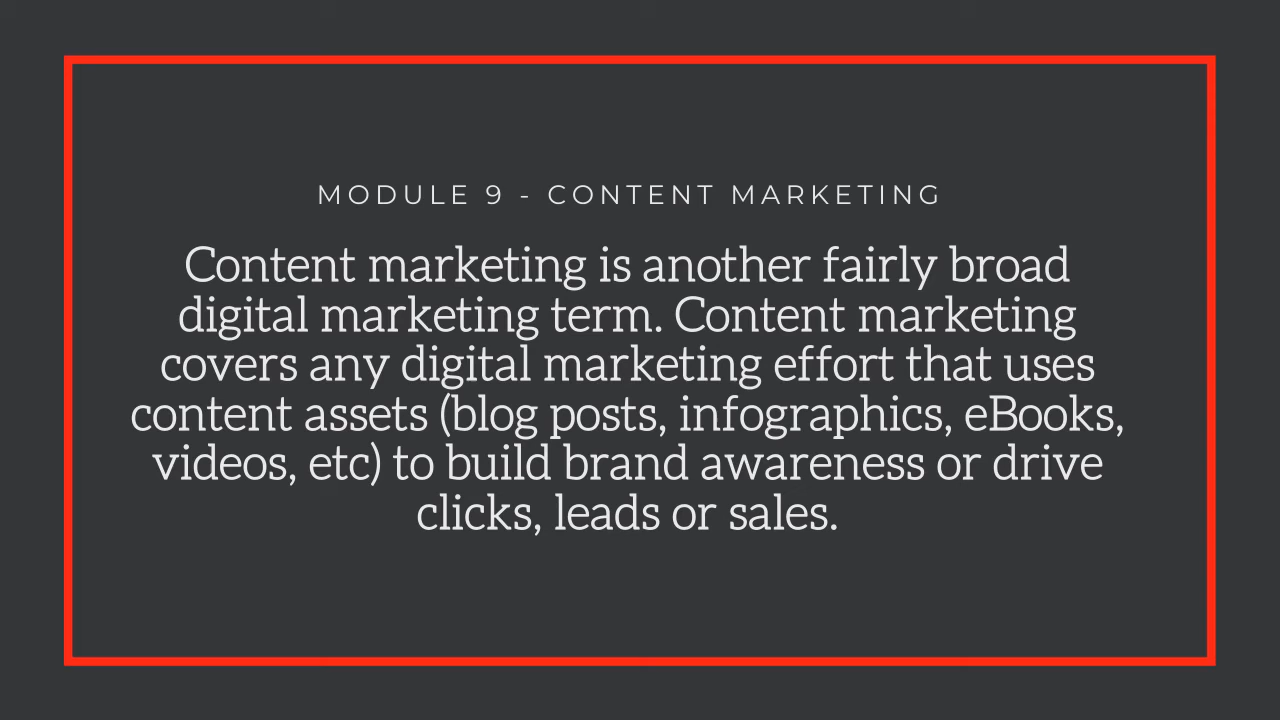 MODULE 9 - CONTENT MARKETING
Content marketing is another fairly broad
digital marketing term. Content marketing
covers any digital marketing effort that uses
content assets (blog posts, infographics, eBooks,
videos, etc) to build brand awareness or drive
clicks, leads or sales.